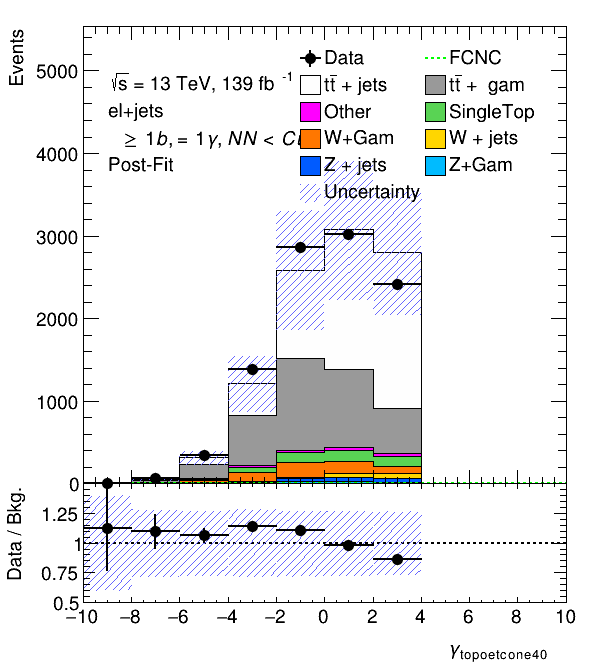 Events
5000
4000
3000
2000
1000
0
√s = 13 TeV, 139 fb -1
el+jets
≥ 1b, = 1γ, NN < C
Post-Fit
Data
FCNC
tt̄ + jets
tt̄ + gam
Other
SingleTop
W+Gam
W + jets
Z + jets
Z+Gam
Uncertainty
Data / Bkg.
1.25
1
0.75
0.5
−10 −8 −6 −4 −2 0 2 4 6 8 10
γtopoetcone40